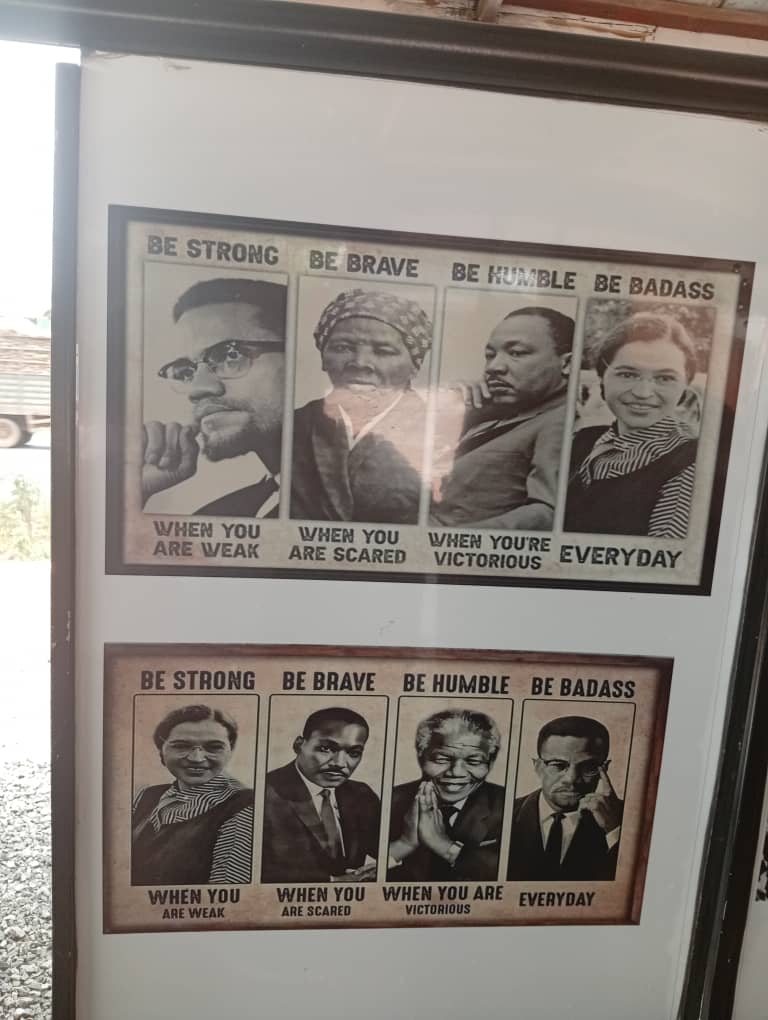 BE STRONG
BE BRAVE
BE HUMBLE
BE BADASS
WHEN YOU
ARE WEAK
WHEN YOU
ARE SCARED
WHEN YOU'RE
VICTORIOUS
EVERYDAY
BE STRONG
BE BRAVE
BE HUMBLE
BE BADASS
WHEN YOU
ARE WEAK
WHEN YOU
ARE SCARED
WHEN YOU ARE
VICTORIOUS
EVERYDAY